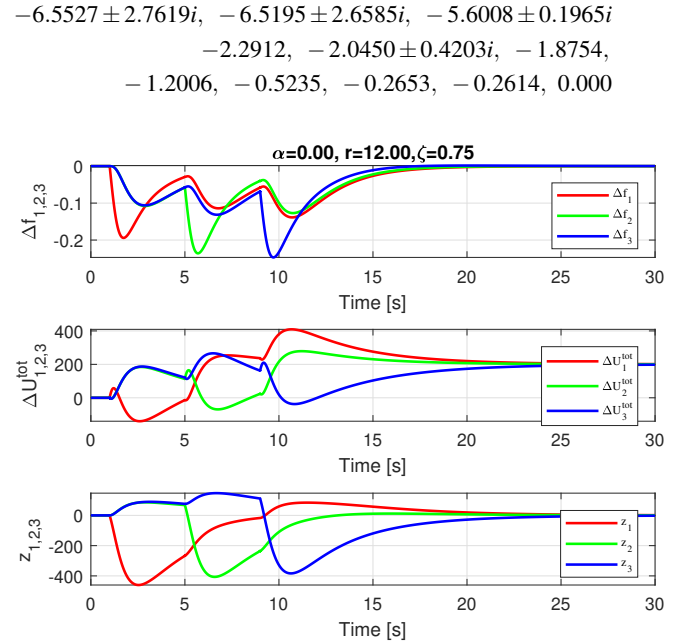 −6.5527 ± 2.7619i, −6.5195 ± 2.6585i, −5.6008 ± 0.1965i
−2.2912, −2.0450 ± 0.4203i, −1.8754,
−1.2006, −0.5235, −0.2653, −0.2614, 0.000
α=0.00, r=12.00,ζ=0.75
0
-0.1
-0.2
Δf1,2,3
Δf1
Δf2
Δf3
0 5 10 15 20 25 30
Time [s]
400
200
0
ΔU1,2,3tot
ΔU1tot
ΔU2tot
ΔU3tot
0 5 10 15 20 25 30
Time [s]
0
-200
-400
z1,2,3
z1
z2
z3
0 5 10 15 20 25 30
Time [s]